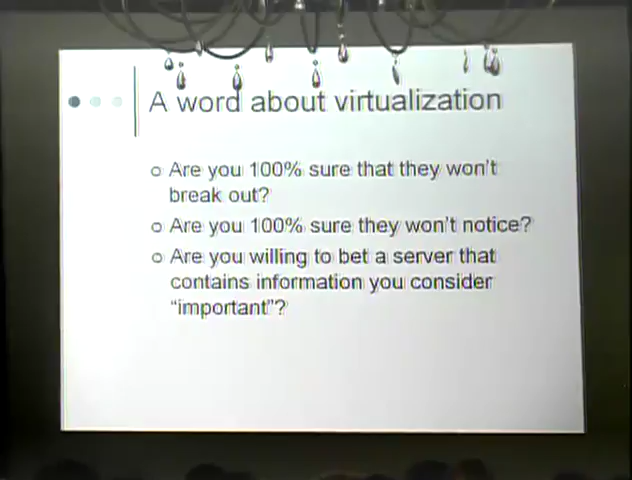 A word about virtualization
Are you 100% sure that they won't
break out?
Are you 100% sure they won't notice?
Are you willing to bet a server that
contains information you consider
"important"?